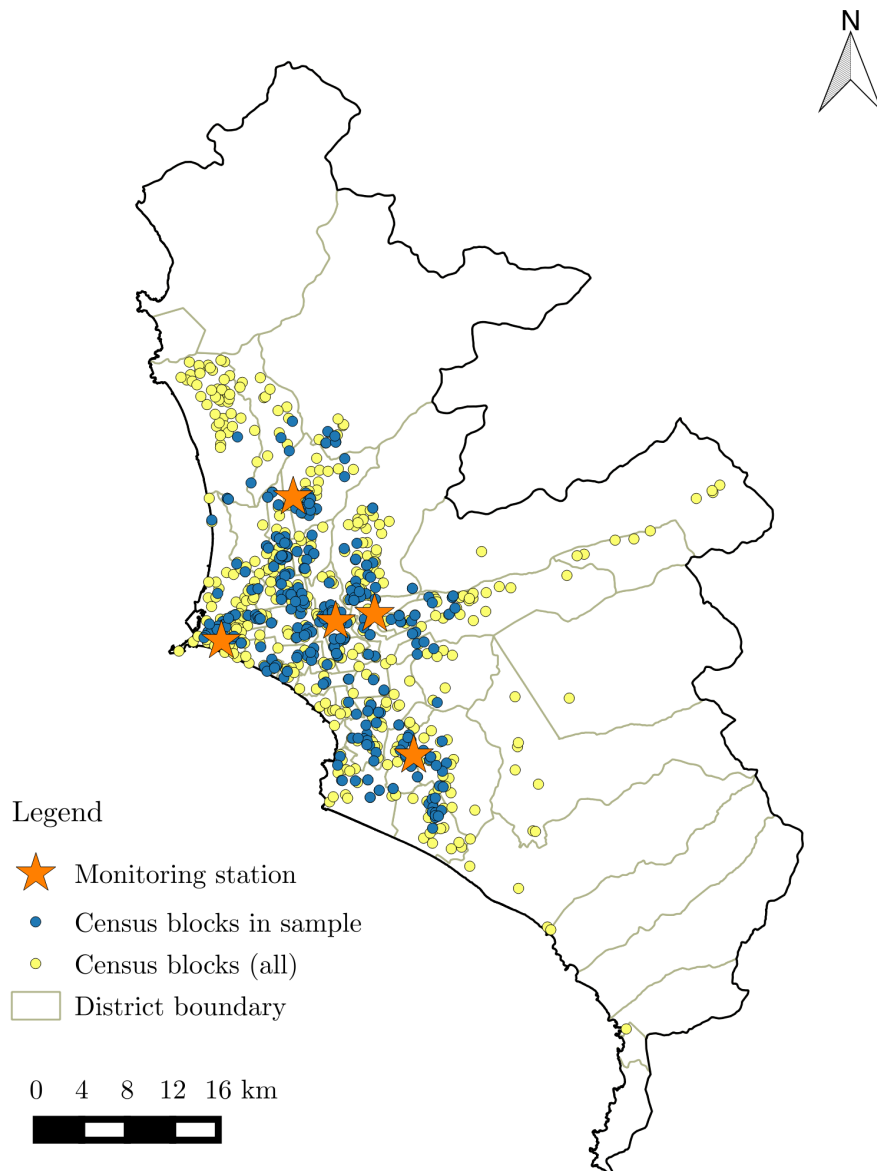 N
Legend
Monitoring station
Census blocks in sample
Census blocks (all)
District boundary
0 4 8 12 16 km